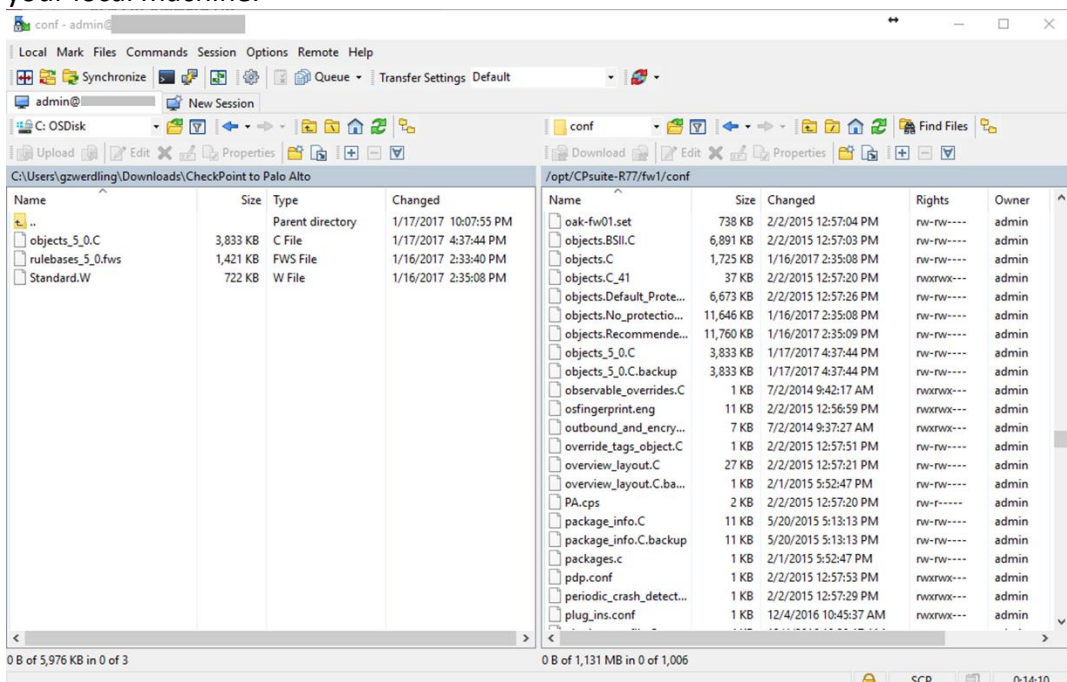 your local machine.
conf - admin@
Local Mark Files Commands Session Options Remote Help
Synchronize Queue Transfer Settings Default
admin@ New Session
C: OSDisk
Upload Edit Properties
C:\Users\gzwerdling\Downloads\CheckPoint to Palo Alto
Name Size Type Changed
.. Parent directory 1/17/2017 10:07:55 PM
objects_5_0.C 3,833 KB C File 1/17/2017 4:37:44 PM
rulebases_5_0.fws 1,421 KB FWS File 1/16/2017 2:33:40 PM
Standard.W 722 KB W File 1/16/2017 2:35:08 PM
0 B of 5,976 KB in 0 of 3
conf Find Files
Download Edit Properties
/opt/CPsuite-R77/fw1/conf
Name Size Changed Rights Owner
oak-fw01.set 738 KB 2/2/2015 12:57:04 PM rw-rw---- admin
objects.BSII.C 6,891 KB 2/2/2015 12:57:03 PM rw-rw---- admin
objects.C 1,725 KB 1/16/2017 2:35:08 PM rw-rw---- admin
objects.C_41 37 KB 2/2/2015 12:57:20 PM rwxrwx--- admin
objects.Default_Prote... 6,673 KB 2/2/2015 12:57:26 PM rw-rw---- admin
objects.No_protectio... 11,646 KB 1/16/2017 2:35:08 PM rw-rw---- admin
objects.Recommende... 11,760 KB 1/16/2017 2:35:09 PM rw-rw---- admin
objects_5_0.C 3,833 KB 1/17/2017 4:37:44 PM rw-rw---- admin
objects_5_0.C.backup 3,833 KB 1/17/2017 4:37:44 PM rw-rw---- admin
observable_overrides.C 1 KB 7/2/2014 9:42:17 AM rwxrwx--- admin
osfingerprint.eng 11 KB 2/2/2015 12:56:59 PM rw-rw---- admin
outbound_and_encry... 7 KB 7/2/2014 9:37:27 AM rwxrwx--- admin
override_tags_object.C 1 KB 2/2/2015 12:57:51 PM rw-rw---- admin
overview_layout.C 27 KB 2/2/2015 12:57:21 PM rw-rw---- admin
overview_layout.C.ba... 1 KB 2/1/2015 5:52:47 PM rw-rw---- admin
PA.cps 2 KB 2/2/2015 12:57:20 PM rw-r----- admin
package_info.C 11 KB 5/20/2015 5:13:13 PM rw-rw---- admin
package_info.C.backup 11 KB 5/20/2015 5:13:13 PM rw-rw---- admin
packages.c 1 KB 2/1/2015 5:52:47 PM rw-rw---- admin
pdp.conf 1 KB 2/2/2015 12:57:53 PM rwxrwx--- admin
periodic_crash_detect... 1 KB 2/2/2015 12:57:29 PM rw-rw---- admin
plug_ins.conf 1 KB 12/4/2016 10:45:37 AM rwxrwx--- admin
0 B of 1,131 MB in 0 of 1,006
SCP 0:14:10